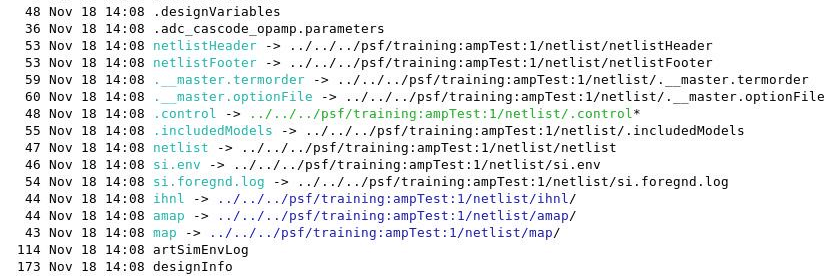 48 Nov 18 14:08 .designVariables
36 Nov 18 14:08 .adc_cascode_opamp.parameters
53 Nov 18 14:08 netlistHeader -> ../../../psf/training:ampTest:1/netlist/netlistHeader
53 Nov 18 14:08 netlistFooter -> ../../../psf/training:ampTest:1/netlist/netlistFooter
59 Nov 18 14:08 .__master.termorder -> ../../../psf/training:ampTest:1/netlist/.__master.termorder
60 Nov 18 14:08 .__master.optionFile -> ../../../psf/training:ampTest:1/netlist/.__master.optionFile
48 Nov 18 14:08 .control -> ../../../psf/training:ampTest:1/netlist/.control*
55 Nov 18 14:08 .includedModels -> ../../../psf/training:ampTest:1/netlist/.includedModels
47 Nov 18 14:08 netlist -> ../../../psf/training:ampTest:1/netlist/netlist
46 Nov 18 14:08 si.env -> ../../../psf/training:ampTest:1/netlist/si.env
54 Nov 18 14:08 si.foregnd.log -> ../../../psf/training:ampTest:1/netlist/si.foregnd.log
44 Nov 18 14:08 ihnl -> ../../../psf/training:ampTest:1/netlist/ihnl/
44 Nov 18 14:08 amap -> ../../../psf/training:ampTest:1/netlist/amap/
43 Nov 18 14:08 map -> ../../../psf/training:ampTest:1/netlist/map/
114 Nov 18 14:08 artSimEnvLog
173 Nov 18 14:08 designInfo